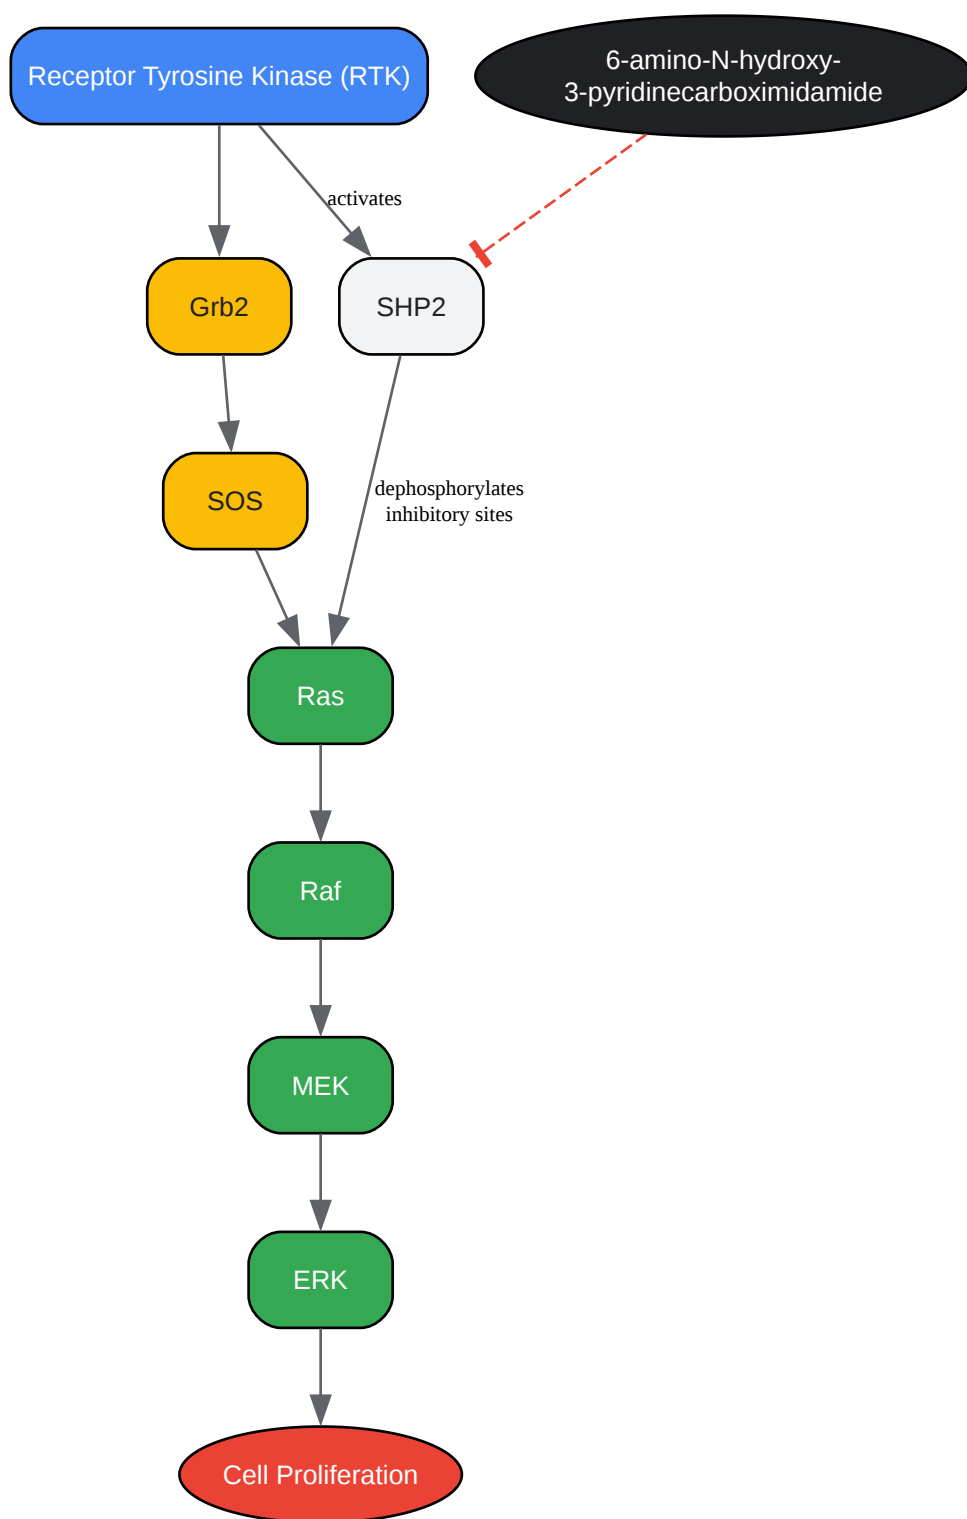 Receptor Tyrosine Kinase (RTK)
6-amino-N-hydroxy-
3-pyridinecarboximidamide
activates
Grb2
SHP2
SOS
dephosphorylates
inhibitory sites
Ras
Raf
MEK
ERK
Cell Proliferation